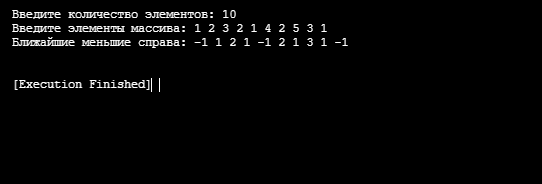 Введите количество элементов: 10
Введите элементы массива: 1 2 3 2 1 4 2 5 3 1
Ближайшие меньшие справа: -1 1 2 1 -1 2 1 3 1 -1
[Execution Finished]